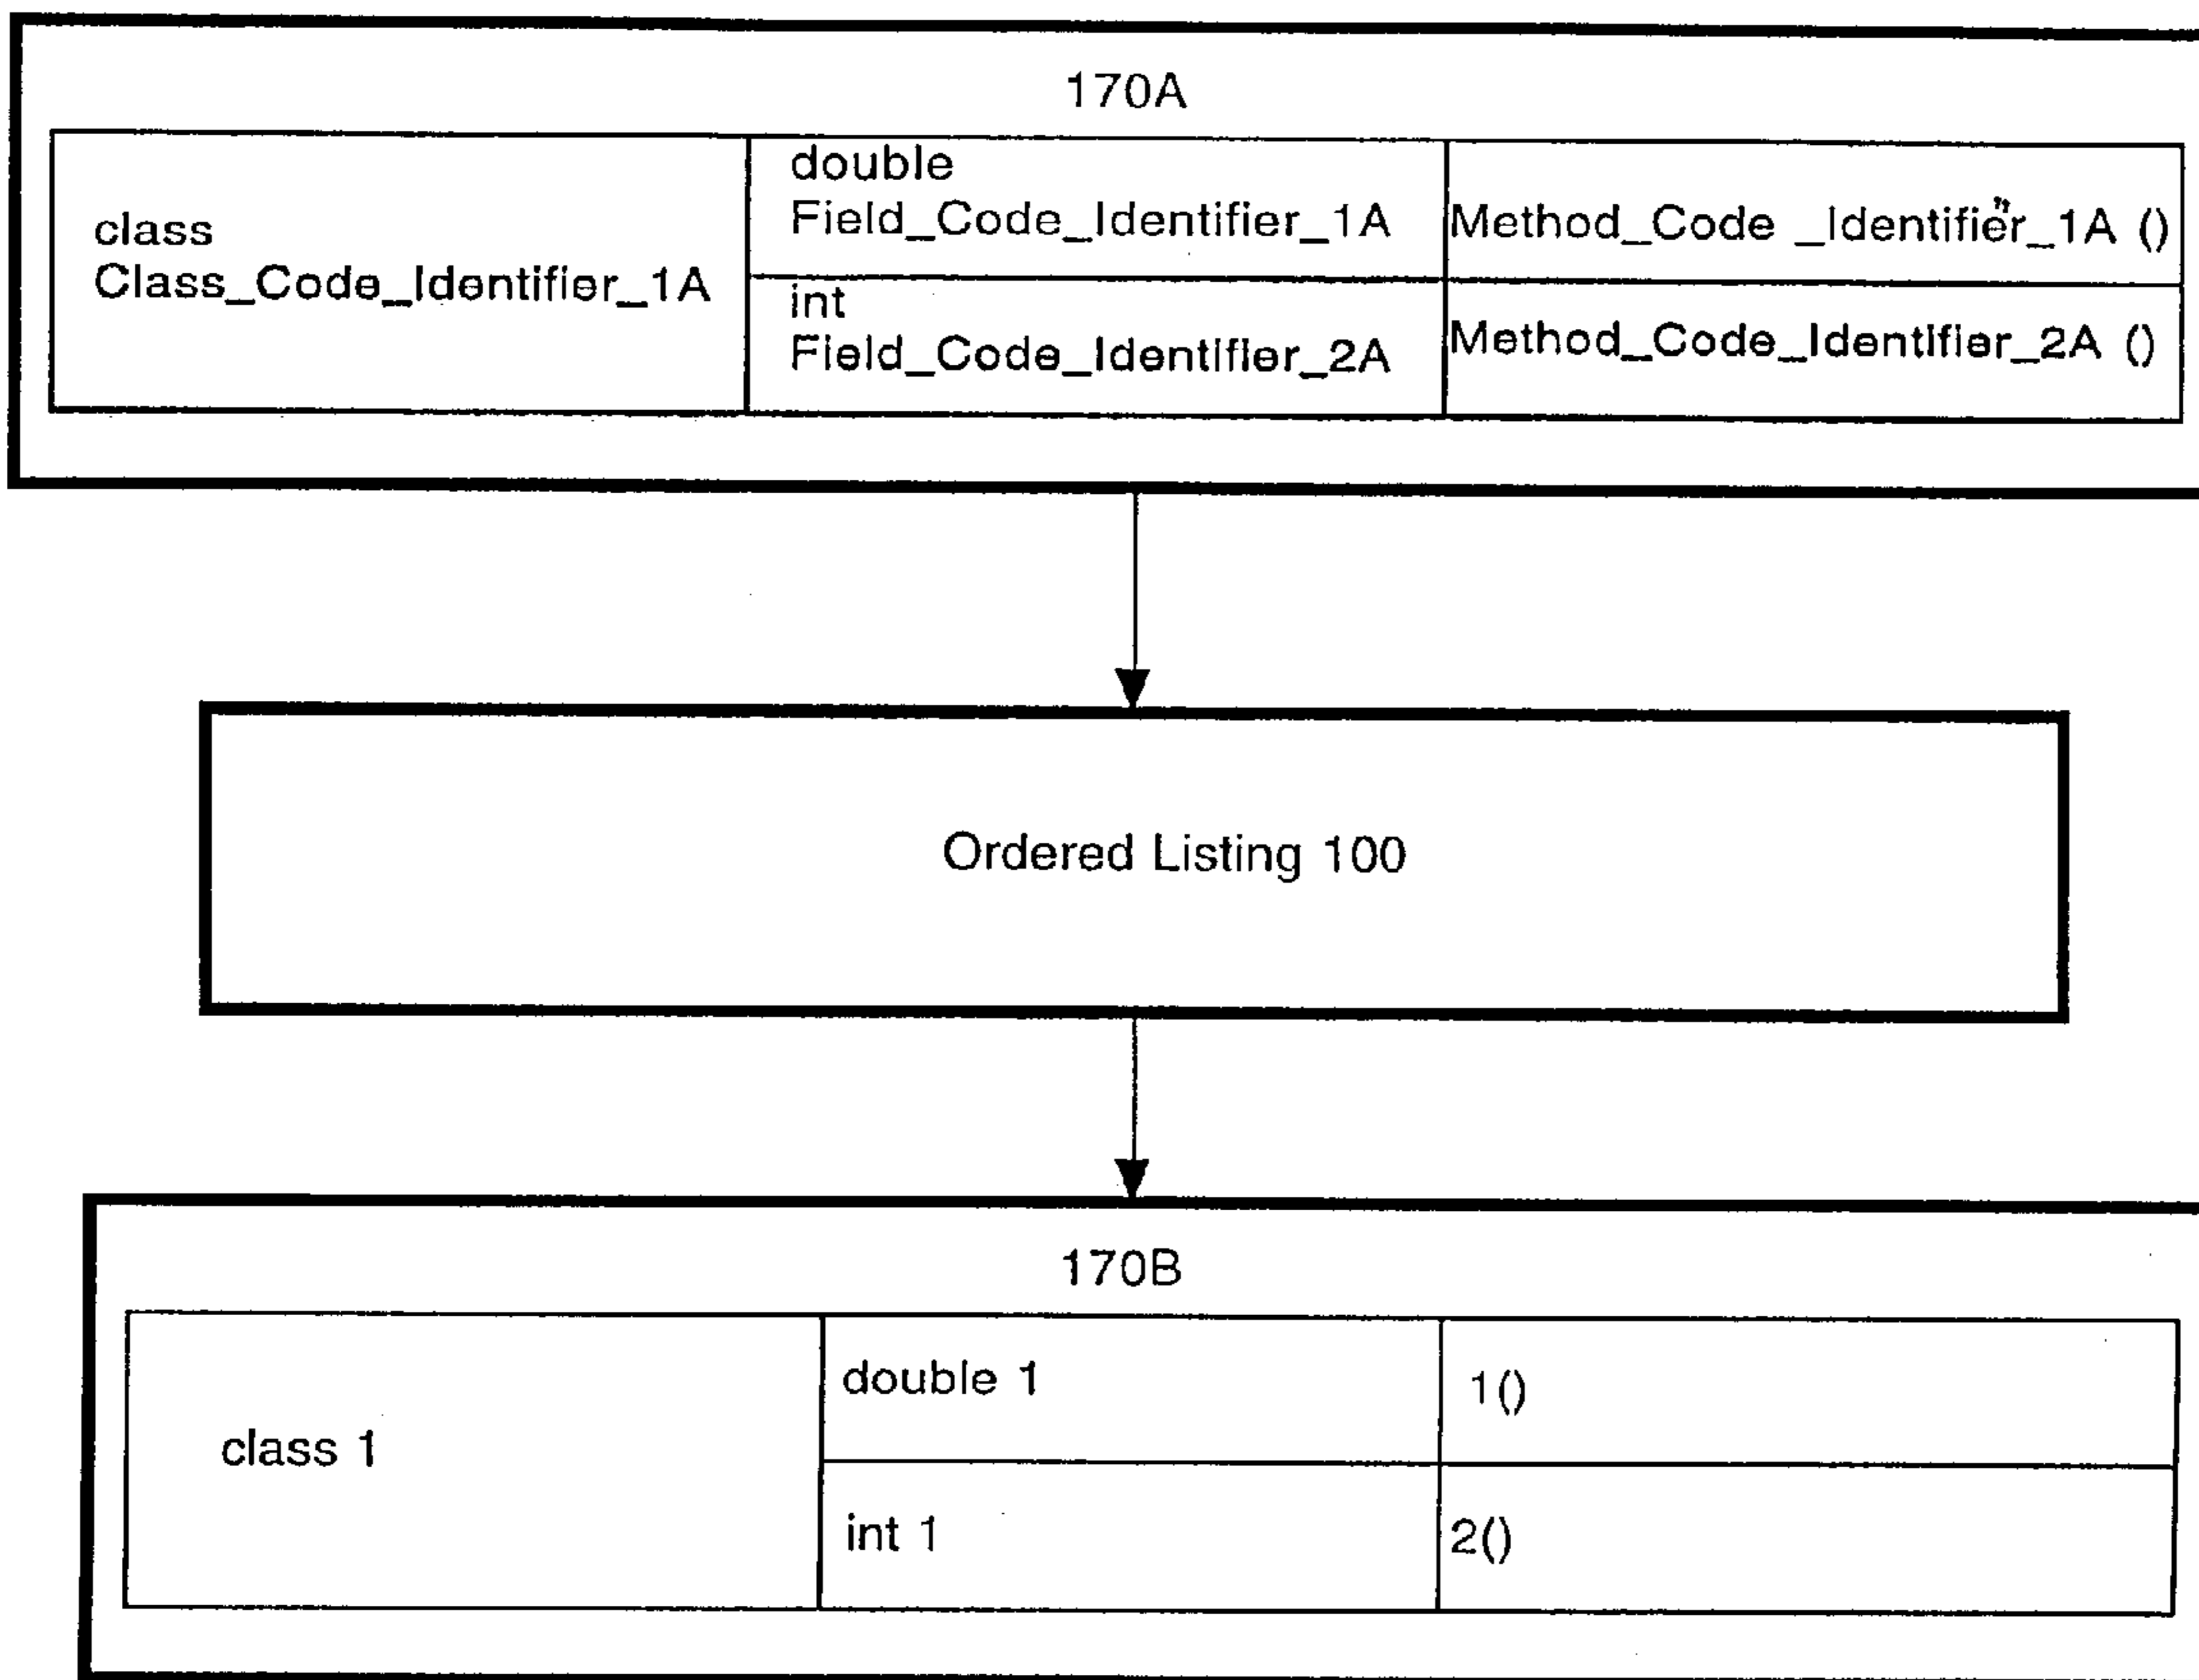 170A
class
Class_Code_Identifier_1A
double
Field_Code_Identifier_1A
Method_Code _Identifier_1A ()
int
Field_Code_Identifier_2A
Method_Code_Identifier_2A ()
Ordered Listing 100
170B
class 1
double 1
1()
int 1
2()